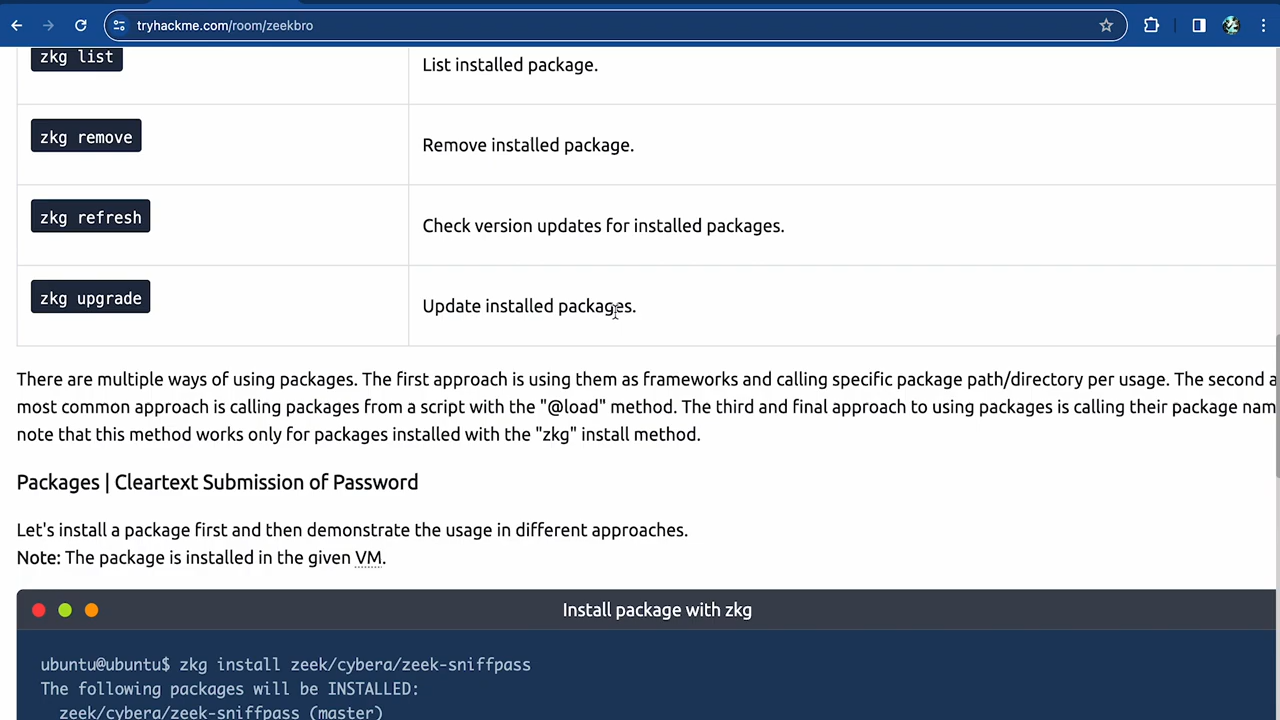 tryhackme.com/room/zeekbro
zkg list
List installed package.
zkg remove
Remove installed package.
zkg refresh
Check version updates for installed packages.
zkg upgrade
Update installed packages.
There are multiple ways of using packages. The first approach is using them as frameworks and calling specific package path/directory per usage. The second a
most common approach is calling packages from a script with the "@load" method. The third and final approach to using packages is calling their package nam
note that this method works only for packages installed with the "zkg" install method.
Packages | Cleartext Submission of Password
Let's install a package first and then demonstrate the usage in different approaches.
Note: The package is installed in the given VM.
Install package with zkg
ubuntu@ubuntu$ zkg install zeek/cybera/zeek-sniffpass
The following packages will be INSTALLED:
zeek/cybera/zeek-sniffpass (master)